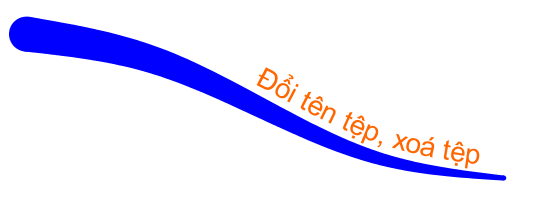 Đổi tên tệp, xoá tệp